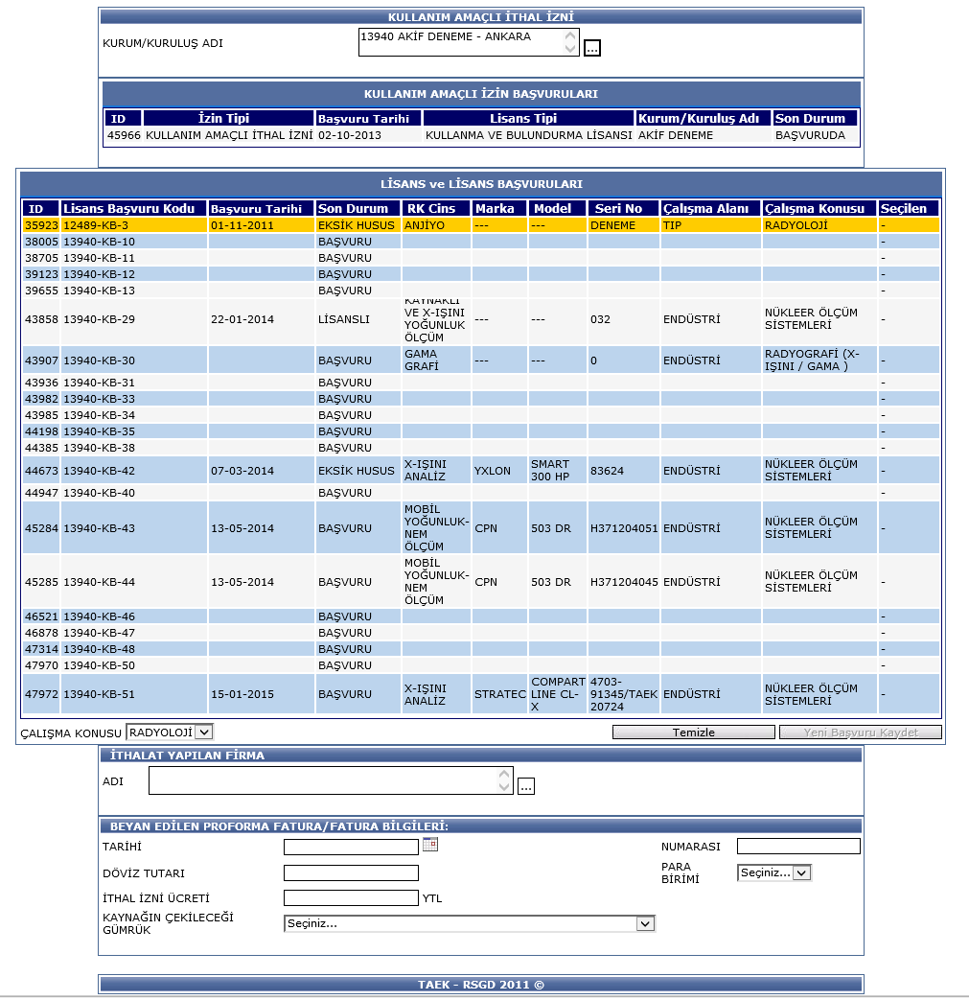 KULLANIM AMAÇLI İTHAL İZNİ
KURUM/KURULUŞ ADI 13940 AKİF DENEME - ANKARA ...
KULLANIM AMAÇLI İZİN BAŞVURULARI
ID İzin Tipi Başvuru Tarihi Lisans Tipi Kurum/Kuruluş Adı Son Durum
45966 KULLANIM AMAÇLI İTHAL İZNİ 02-10-2013 KULLANMA VE BULUNDURMA LİSANSI AKİF DENEME BAŞVURUDA
LİSANS ve LİSANS BAŞVURULARI
ID Lisans Başvuru Kodu Başvuru Tarihi Son Durum RK Cins Marka Model Seri No Çalışma Alanı Çalışma Konusu Seçilen
35923 12489-KB-3 01-11-2011 EKSİK HUSUS ANJİYO --- --- DENEME TIP RADYOLOJİ -
38005 13940-KB-10 BAŞVURU -
38705 13940-KB-11 BAŞVURU -
39123 13940-KB-12 BAŞVURU -
39655 13940-KB-13 BAŞVURU -
KAYNAKLI
VE X-IŞINI NÜKLEER ÖLÇÜM
43858 13940-KB-29 22-01-2014 LİSANSLI YOĞUNLUK --- --- 032 ENDÜSTRİ SİSTEMLERİ -
ÖLÇÜM
GAMA RADYOGRAFİ (X-
43907 13940-KB-30 BAŞVURU GRAFİ --- --- 0 ENDÜSTRİ IŞINI / GAMA ) -
43936 13940-KB-31 BAŞVURU -
43982 13940-KB-33 BAŞVURU -
43985 13940-KB-34 BAŞVURU -
44198 13940-KB-35 BAŞVURU -
44385 13940-KB-38 BAŞVURU -
X-IŞINI SMART NÜKLEER ÖLÇÜM
44673 13940-KB-42 07-03-2014 EKSİK HUSUS ANALİZ YXLON 300 HP 83624 ENDÜSTRİ SİSTEMLERİ -
44947 13940-KB-40 BAŞVURU -
MOBİL
YOĞUNLUK- NÜKLEER ÖLÇÜM
45284 13940-KB-43 13-05-2014 BAŞVURU NEM CPN 503 DR H371204051 ENDÜSTRİ SİSTEMLERİ -
ÖLÇÜM
MOBİL
YOĞUNLUK- NÜKLEER ÖLÇÜM
45285 13940-KB-44 13-05-2014 BAŞVURU NEM CPN 503 DR H371204045 ENDÜSTRİ SİSTEMLERİ -
ÖLÇÜM
46521 13940-KB-46 BAŞVURU -
46878 13940-KB-47 BAŞVURU -
47314 13940-KB-48 BAŞVURU -
47970 13940-KB-50 BAŞVURU -
COMPART 4703-
X-IŞINI LINE CL- 91345/TAEK NÜKLEER ÖLÇÜM
47972 13940-KB-51 15-01-2015 BAŞVURU ANALİZ STRATEC X 20724 ENDÜSTRİ SİSTEMLERİ -
ÇALIŞMA KONUSU RADYOLOJİ Temizle Yeni Başvuru Kaydet
İTHALAT YAPILAN FİRMA
ADI ...
BEYAN EDİLEN PROFORMA FATURA/FATURA BİLGİLERİ:
TARİHİ NUMARASI
DÖVİZ TUTARI PARA BİRİMİ Seçiniz...
İTHAL İZNİ ÜCRETİ YTL
KAYNAĞIN ÇEKİLECEĞİ
GÜMRÜK Seçiniz...
TAEK - RSGD 2011 ©